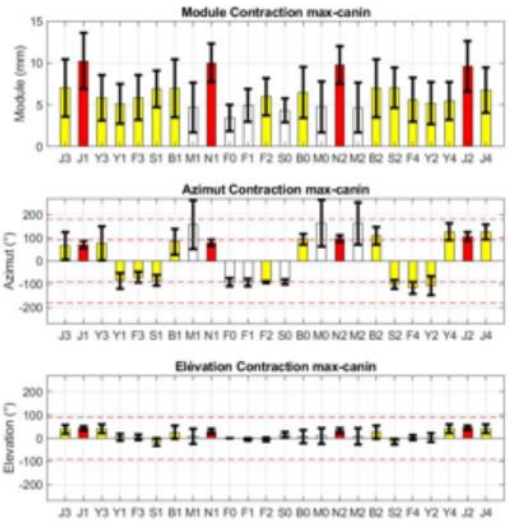 Module Contraction max-canin
Module (mm)
15
10
5
0
J3 J1 Y3 Y1 F3 S1 B1 M1 N1 F0 F1 F2 S0 B0 M0 N2 M2 B2 S2 F4 Y2 Y4 J2 J4
Azimut Contraction max-canin
Azimut (°)
200
100
0
-100
-200
J3 J1 Y3 Y1 F3 S1 B1 M1 N1 F0 F1 F2 S0 B0 M0 N2 M2 B2 S2 F4 Y2 Y4 J2 J4
Elévation Contraction max-canin
Elevation (°)
200
100
0
-100
-200
J3 J1 Y3 Y1 F3 S1 B1 M1 N1 F0 F1 F2 S0 B0 M0 N2 M2 B2 S2 F4 Y2 Y4 J2 J4